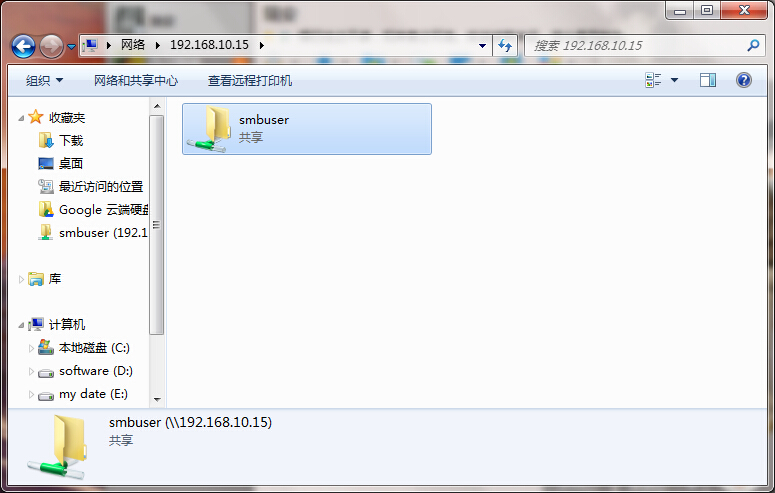 网络 192.168.10.15
搜索 192.168.10.15
组织 网络和共享中心 查看远程打印机
收藏夹
下载
桌面
最近访问的位置
Google 云端硬盘
smbuser (192.1
库
计算机
本地磁盘 (C:)
software (D:)
my date (E:)
smbuser
共享
smbuser (\\192.168.10.15)
共享